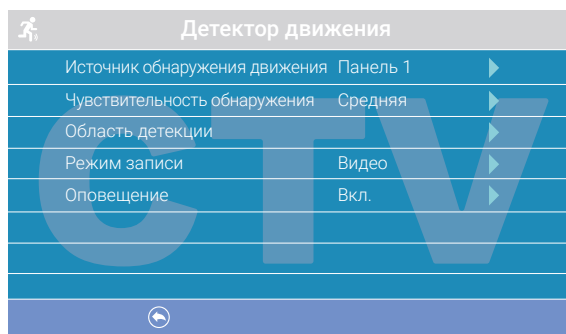 Детектор движения
Источник обнаружения движения Панель 1
Чувствительность обнаружения Средняя
Область детекции
Режим записи Видео
Оповещение Вкл.
CTV